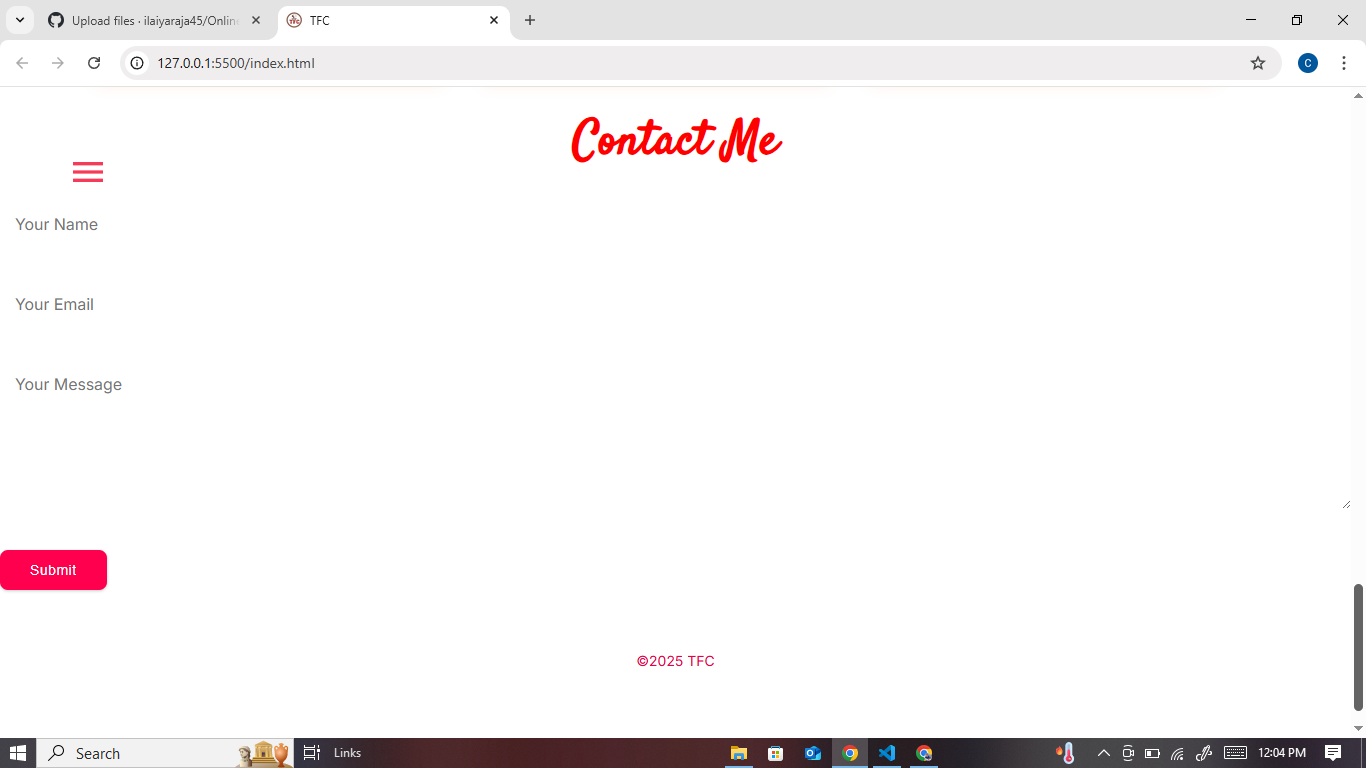 Upload files · ilaiyaraja45/Online
TFC
127.0.0.1:5500/index.html
C
Contact Me
Your Name
Your Email
Your Message
Submit
©2025 TFC
Search
Links
12:04 PM